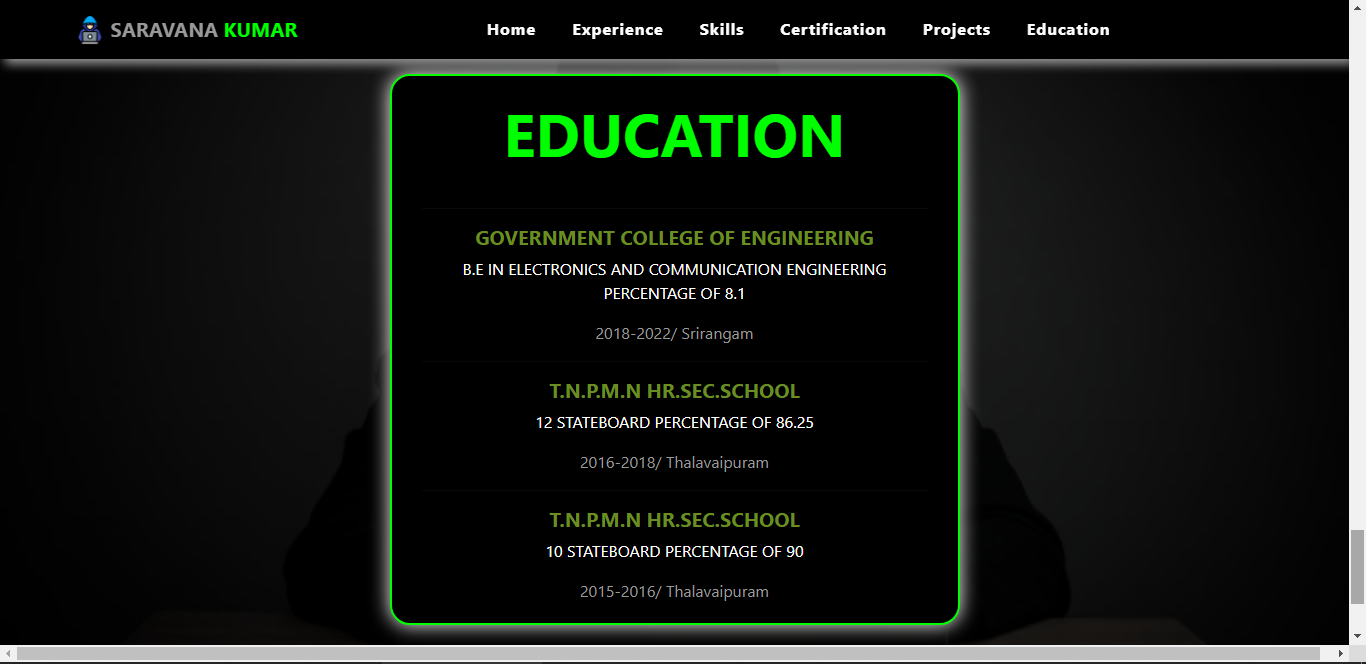 SARAVANA KUMAR
Home Experience Skills Certification Projects Education
EDUCATION
GOVERNMENT COLLEGE OF ENGINEERING
B.E IN ELECTRONICS AND COMMUNICATION ENGINEERING
PERCENTAGE OF 8.1
2018-2022/ Srirangam
T.N.P.M.N HR.SEC.SCHOOL
12 STATEBOARD PERCENTAGE OF 86.25
2016-2018/ Thalavaipuram
T.N.P.M.N HR.SEC.SCHOOL
10 STATEBOARD PERCENTAGE OF 90
2015-2016/ Thalavaipuram